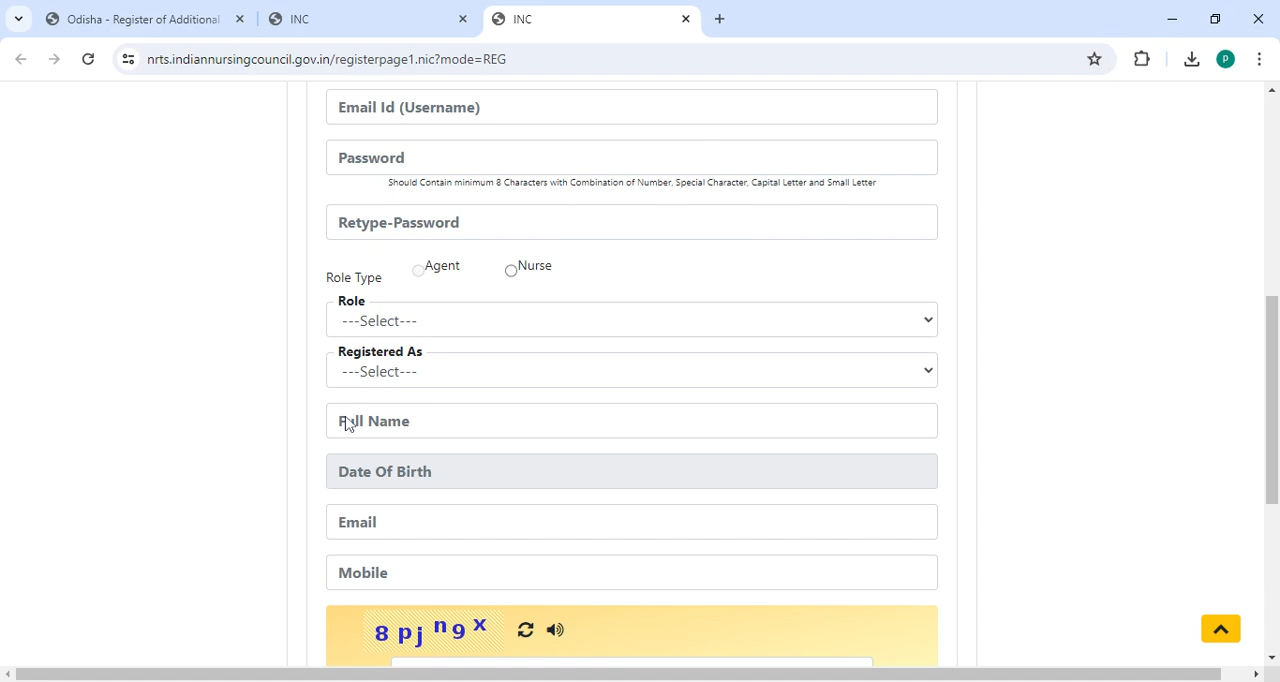 Odisha - Register of Additional
INC
INC
nrts.indiannursingcouncil.gov.in/registerpage1.nic?mode=REG
P
Email Id (Username)
Password
Should Contain minimum 8 Characters with Combination of Number, Special Character, Capital Letter and Small Letter
Retype-Password
Role Type
Agent
Nurse
Role
---Select---
Registered As
---Select---
Full Name
Date Of Birth
Email
Mobile
8 p j n 9 x